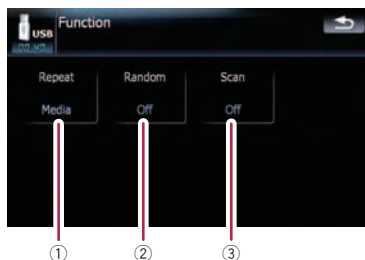 Function
USB
Repeat Random Scan
Media Off Off
① ② ③